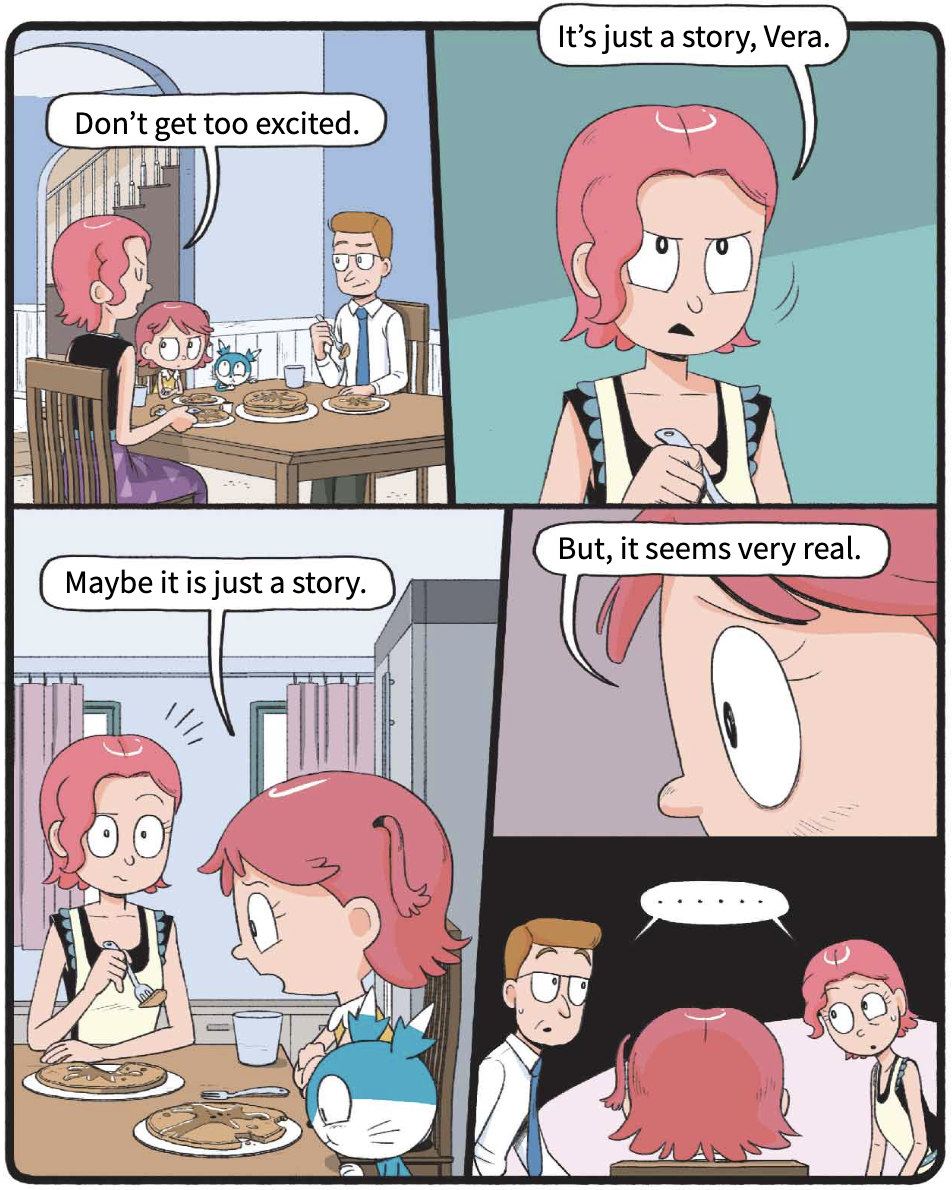 Don’t get too excited.
It’s just a story, Vera.
Maybe it is just a story.
But, it seems very real.
......